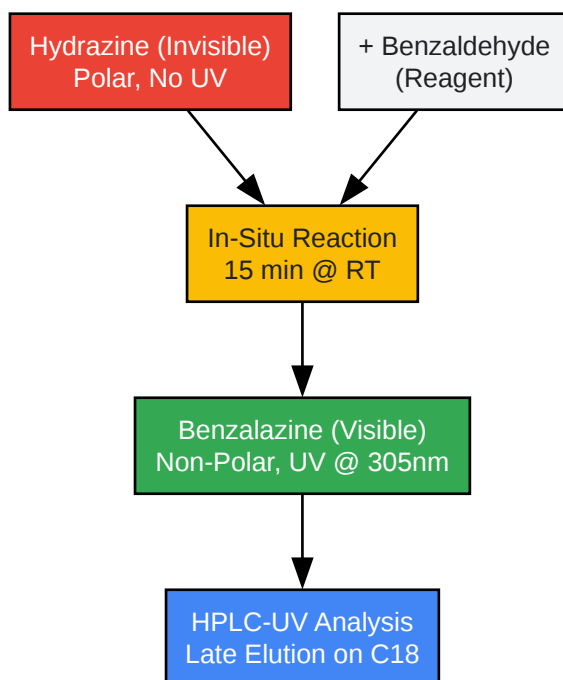 Hydrazine (Invisible)
Polar, No UV
+ Benzaldehyde
(Reagent)
In-Situ Reaction
15 min @ RT
Benzalazine (Visible)
Non-Polar, UV @ 305nm
HPLC-UV Analysis
Late Elution on C18